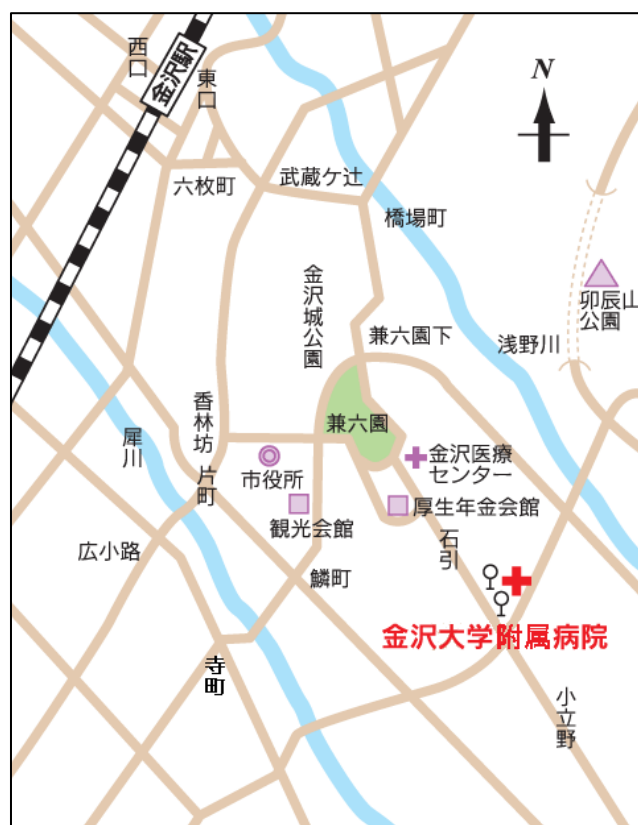 西口
金沢駅
東口
N
六枚町
武蔵ケ辻
橋場町
金沢城公園
卯辰山
公園
兼六園下
浅野川
香林坊
兼六園
犀川
片町
市役所
金沢医療
センター
観光会館
厚生年金会館
広小路
石引
鱗町
金沢大学附属病院
寺町
小立野